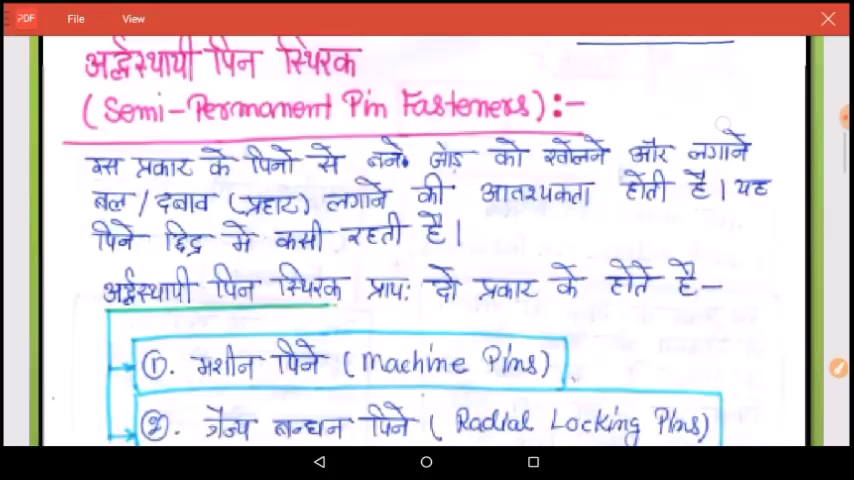 PDF File View
अर्द्धस्थायी पिन स्थिरक
(Semi-Permanent Pin Fasteners) :-
इस प्रकार के पिनो से बने जोड़ को खोलने और लगाने
बल / दबाव (प्रहार) लगाने की आवश्यकता होती है। यह
पिने छिद्र मे कसी रहती है।
अर्द्धस्थायी पिन स्थिरक प्राय: दो प्रकार के होते है-
①. मशीन पिने (Machine Pins)
②. त्रैज्य बन्धन पिने ( Radial Locking Pins)